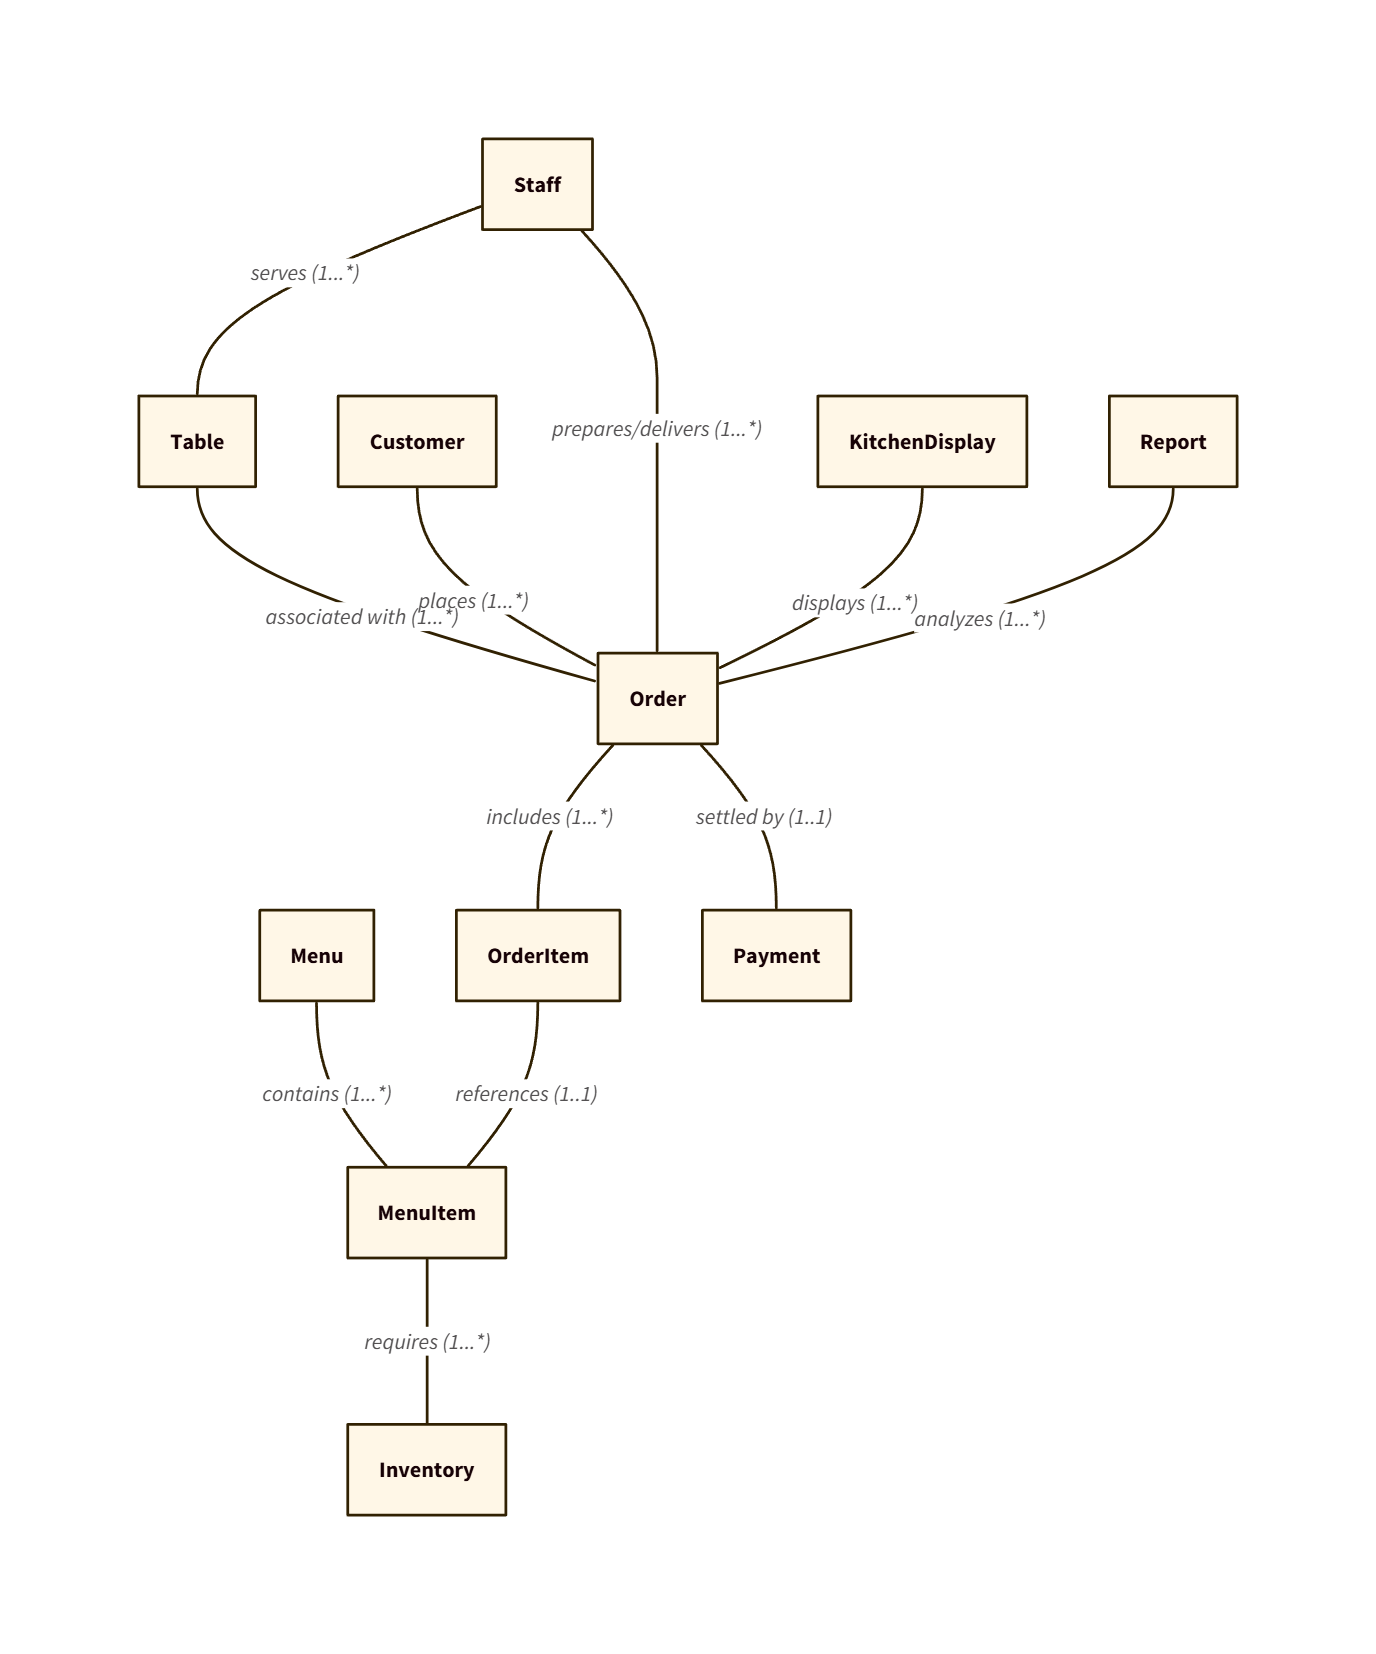 Staff
serves (1...*)
prepares/delivers (1...*)
Table
Customer
KitchenDisplay
Report
places (1...*)
associated with (1...*)
displays (1...*)
analyzes (1...*)
Order
includes (1...*)
settled by (1..1)
Menu
OrderItem
Payment
contains (1...*)
references (1..1)
MenuItem
requires (1...*)
Inventory